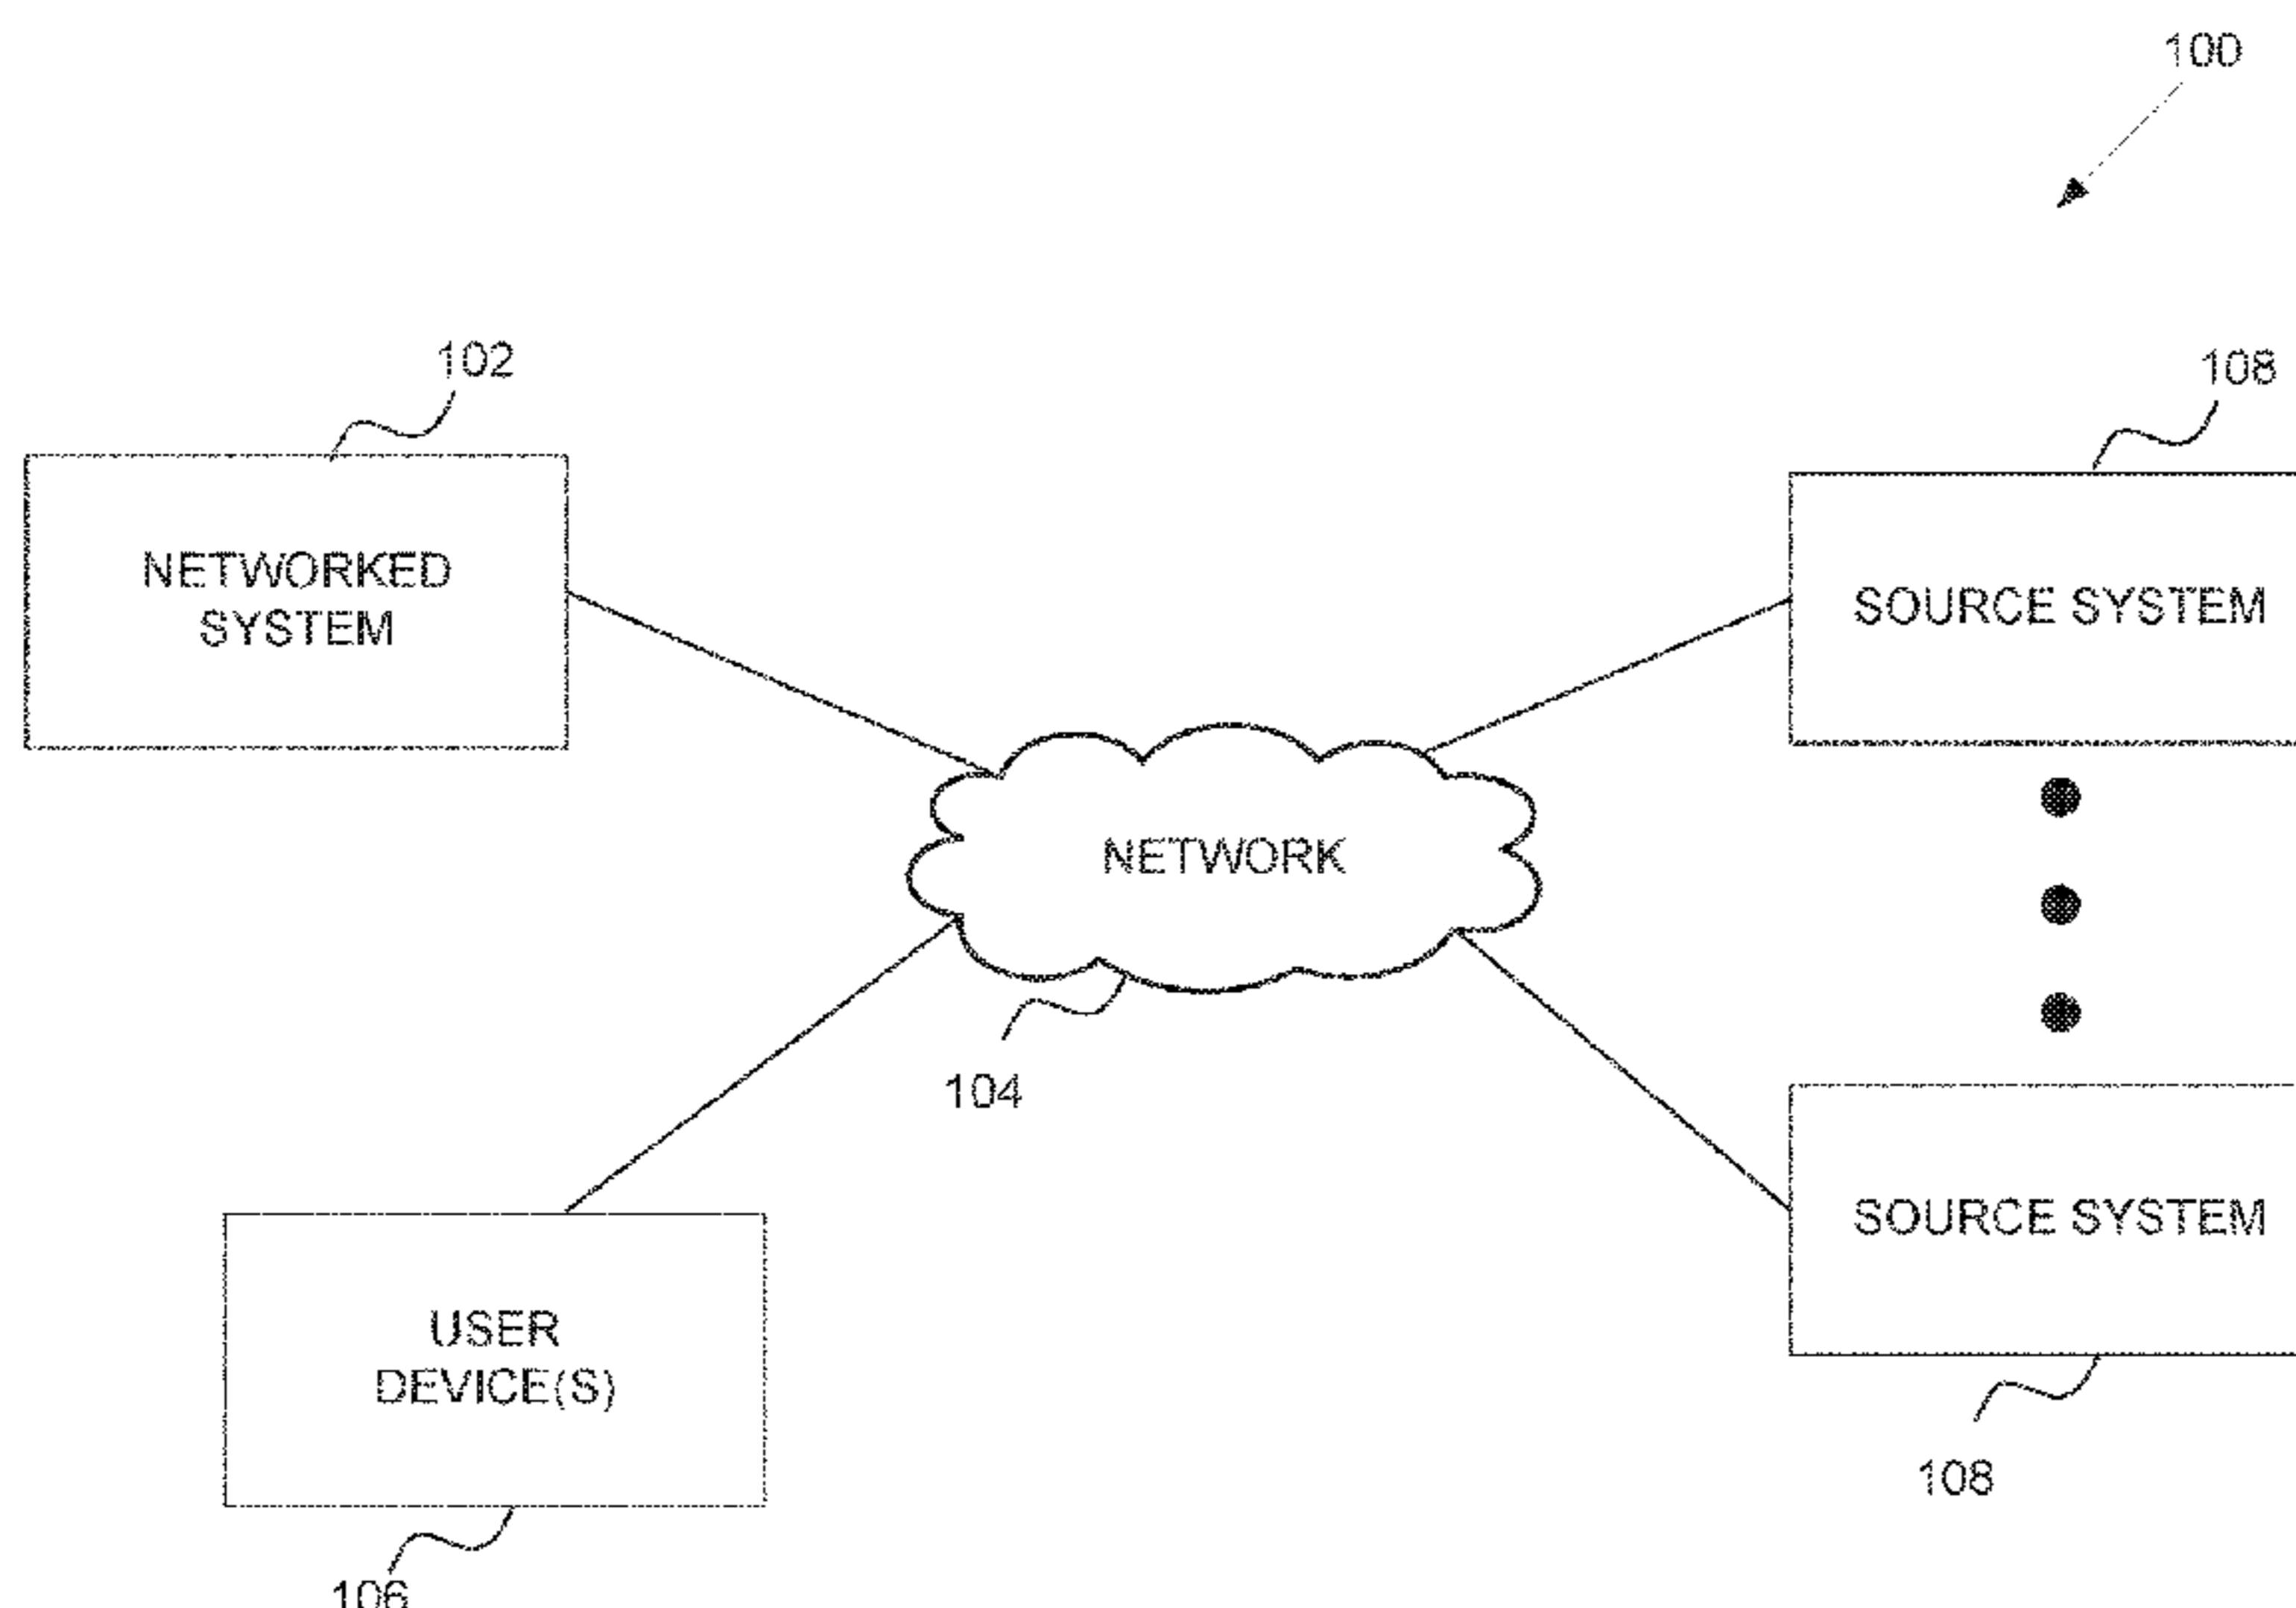 100
102
108
NETWORKED
SYSTEM
SOURCE SYSTEM
NETWORK
104
SOURCE SYSTEM
USER
DEVICE(S)
108
106